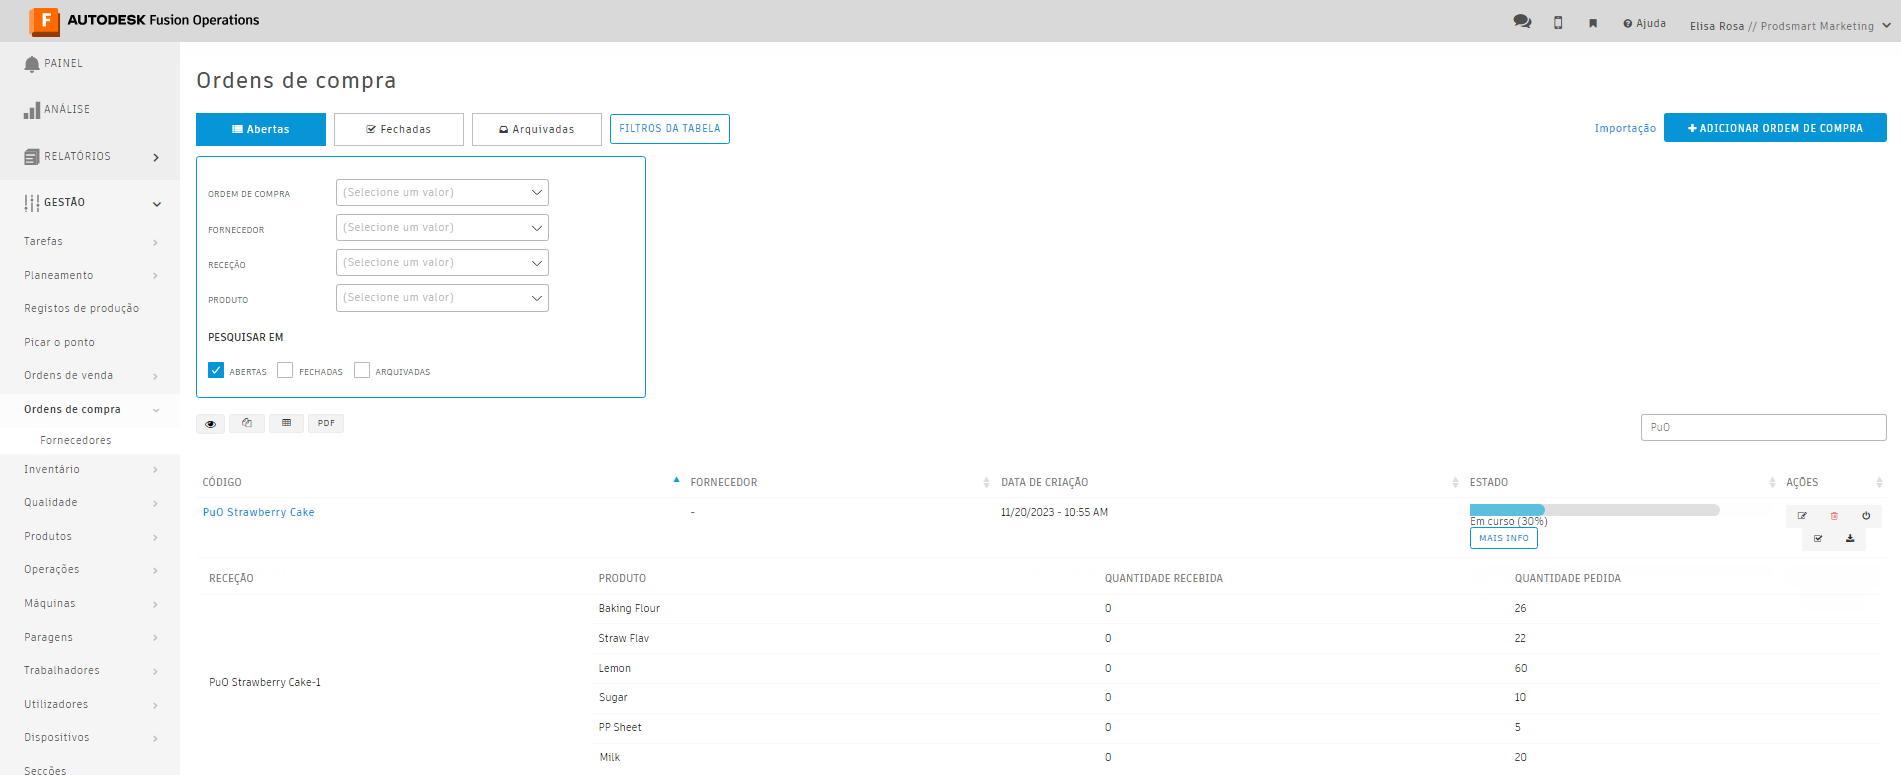 F AUTODESK Fusion Operations
Ajuda
Elisa Rosa // Prodsmart Marketing
PAINEL
ANÁLISE
RELATÓRIOS
GESTÃO
Tarefas
Planeamento
Registos de produção
Picar o ponto
Ordens de venda
Ordens de compra
Fornecedores
Inventário
Qualidade
Produtos
Operações
Máquinas
Paragens
Trabalhadores
Utilizadores
Dispositivos
Secções
Ordens de compra
Abertas
Fechadas
Arquivadas
FILTROS DA TABELA
Importação
+ ADICIONAR ORDEM DE COMPRA
ORDEM DE COMPRA (Selecione um valor)
FORNECEDOR (Selecione um valor)
RECEÇÃO (Selecione um valor)
PRODUTO (Selecione um valor)
PESQUISAR EM
ABERTAS FECHADAS ARQUIVADAS
PDF
PuO
CÓDIGO FORNECEDOR DATA DE CRIAÇÃO ESTADO AÇÕES
PuO Strawberry Cake - 11/20/2023 - 10:55 AM
Em curso (30%)
MAIS INFO
RECEÇÃO PRODUTO QUANTIDADE RECEBIDA QUANTIDADE PEDIDA
Baking Flour 0 26
Straw Flav 0 22
Lemon 0 60
PuO Strawberry Cake-1
Sugar 0 10
PP Sheet 0 5
Milk 0 20